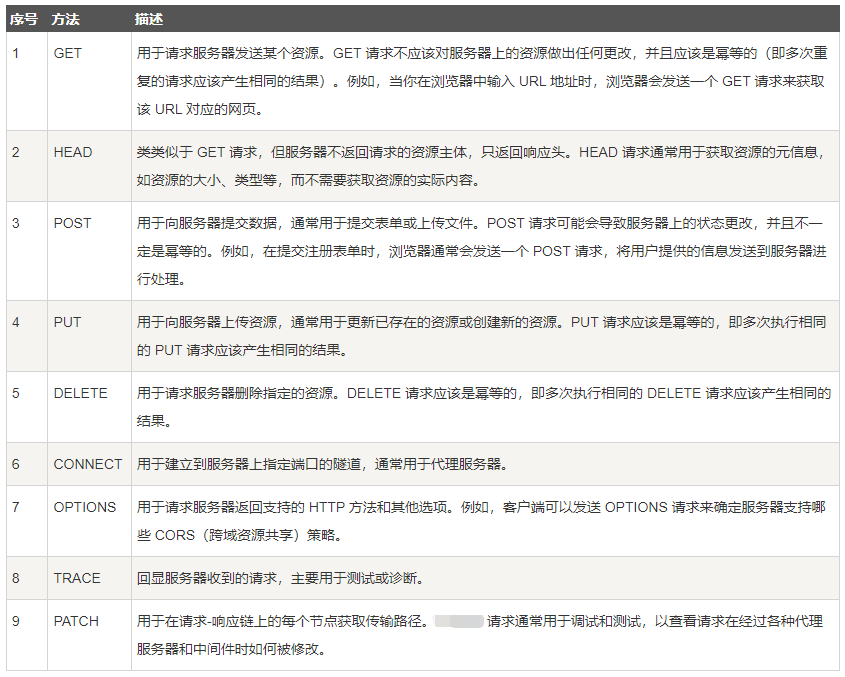 序号 方法 描述
1 GET 用于请求服务器发送某个资源。GET 请求不应该对服务器上的资源做出任何更改，并且应该是幂等的（即多次重
复的请求应该产生相同的结果）。例如，当你在浏览器中输入 URL 地址时，浏览器会发送一个 GET 请求来获取
该 URL 对应的网页。
2 HEAD 类类似于 GET 请求，但服务器不返回请求的资源主体，只返回响应头。HEAD 请求通常用于获取资源的元信息，
如资源的大小、类型等，而不需要获取资源的实际内容。
3 POST 用于向服务器提交数据，通常用于提交表单或上传文件。POST 请求可能会导致服务器上的状态更改，并且不一
定是幂等的。例如，在提交注册表单时，浏览器通常会发送一个 POST 请求，将用户提供的信息发送到服务器进
行处理。
4 PUT 用于向服务器上传资源，通常用于更新已存在的资源或创建新的资源。PUT 请求应该是幂等的，即多次执行相同
的 PUT 请求应该产生相同的结果。
5 DELETE 用于请求服务器删除指定的资源。DELETE 请求应该是幂等的，即多次执行相同的 DELETE 请求应该产生相同的
结果。
6 CONNECT 用于建立到服务器上指定端口的隧道，通常用于代理服务器。
7 OPTIONS 用于请求服务器返回支持的 HTTP 方法和其他选项。例如，客户端可以发送 OPTIONS 请求来确定服务器支持哪
些 CORS（跨域资源共享）策略。
8 TRACE 回显服务器收到的请求，主要用于测试或诊断。
9 PATCH 用于在请求-响应链上的每个节点获取传输路径。 请求通常用于调试和测试，以查看请求在经过各种代理
服务器和中间件时如何被修改。